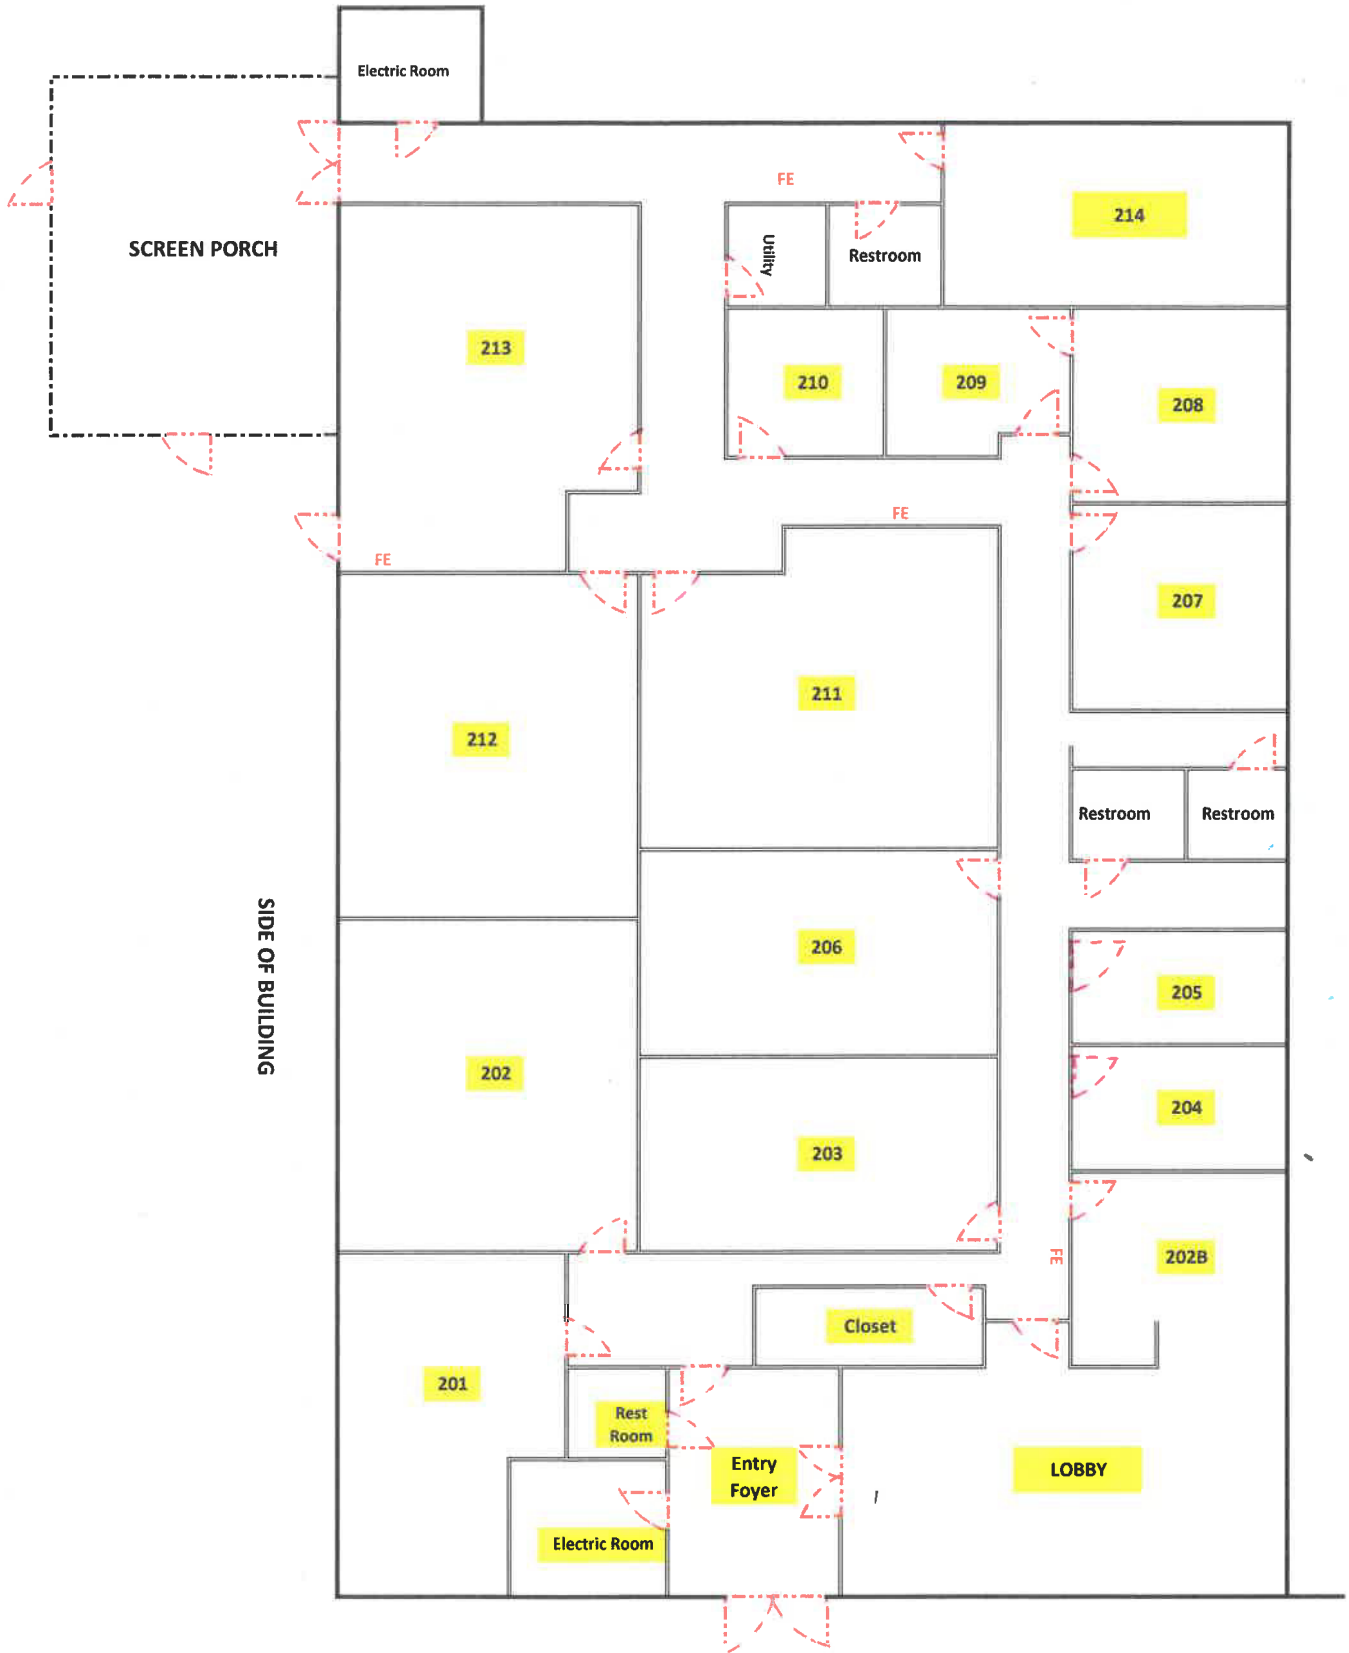 Electric Room
FE
214
SCREEN PORCH
Utility
Restroom
213
210
209
208
FE
FE
207
211
212
Restroom
Restroom
SIDE OF BUILDING
206
205
202
204
203
FE
202B
Closet
201
Rest
Room
Entry
Foyer
LOBBY
Electric Room